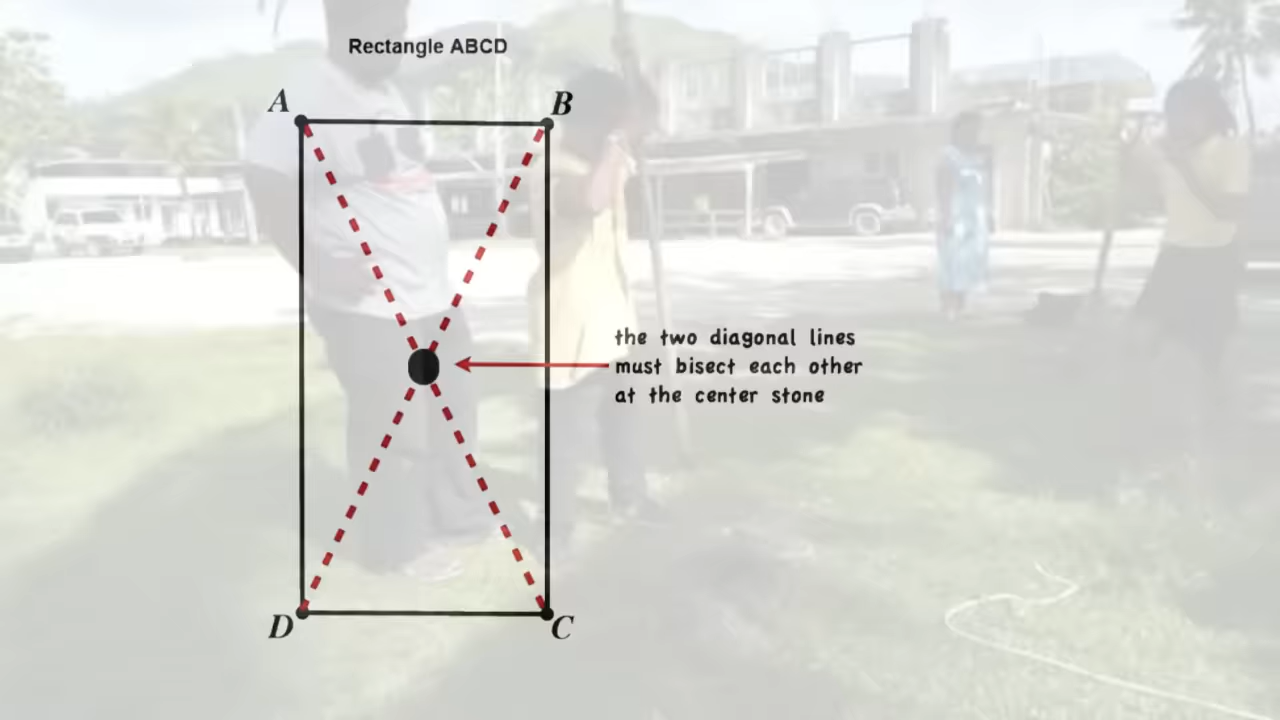 Rectangle ABCD
A
B
the two diagonal lines
must bisect each other
at the center stone
D
C